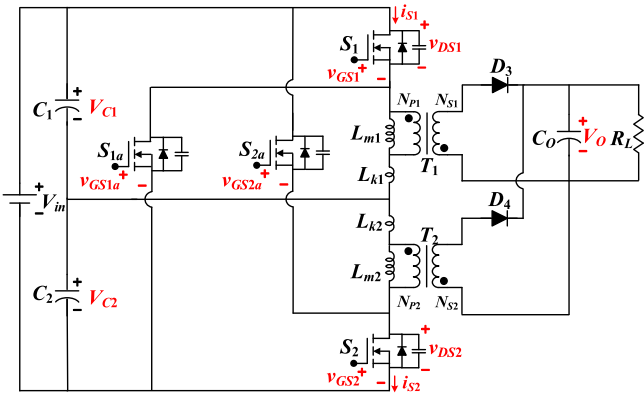 i_S1
S_1
+
v_DS1
v_GS1 +
−
−
D_3
+
C_1
−
V_C1
N_P1
N_S1
S_1a
S_2a
L_m1
T_1
C_O
+
V_O
−
R_L
v_GS1a +
−
v_GS2a +
−
L_k1
+
V_in
−
L_k2
D_4
T_2
L_m2
+
C_2
−
V_C2
N_P2
N_S2
S_2
+
v_DS2
v_GS2 +
−
−
i_S2